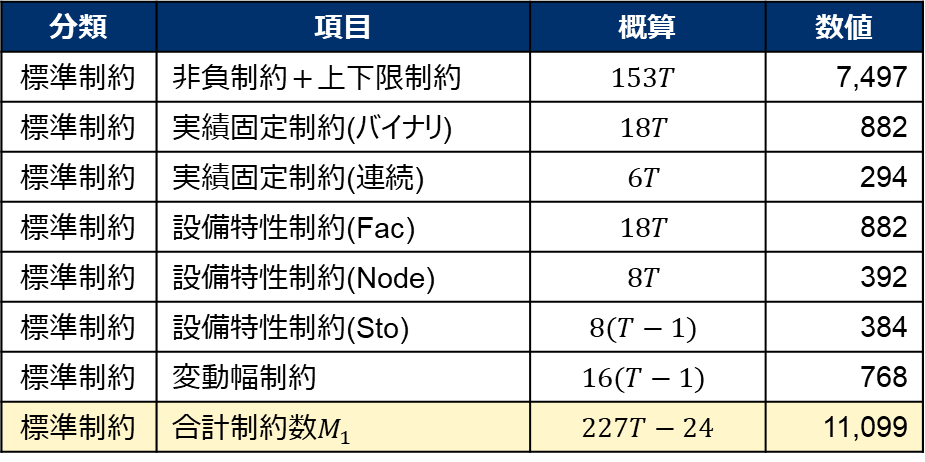 分類 項目 概算 数値
標準制約 非負制約＋上下限制約 153T 7,497
標準制約 実績固定制約(バイナリ) 18T 882
標準制約 実績固定制約(連続) 6T 294
標準制約 設備特性制約(Fac) 18T 882
標準制約 設備特性制約(Node) 8T 392
標準制約 設備特性制約(Sto) 8(T − 1) 384
標準制約 変動幅制約 16(T − 1) 768
標準制約 合計制約数M₁ 227T − 24 11,099